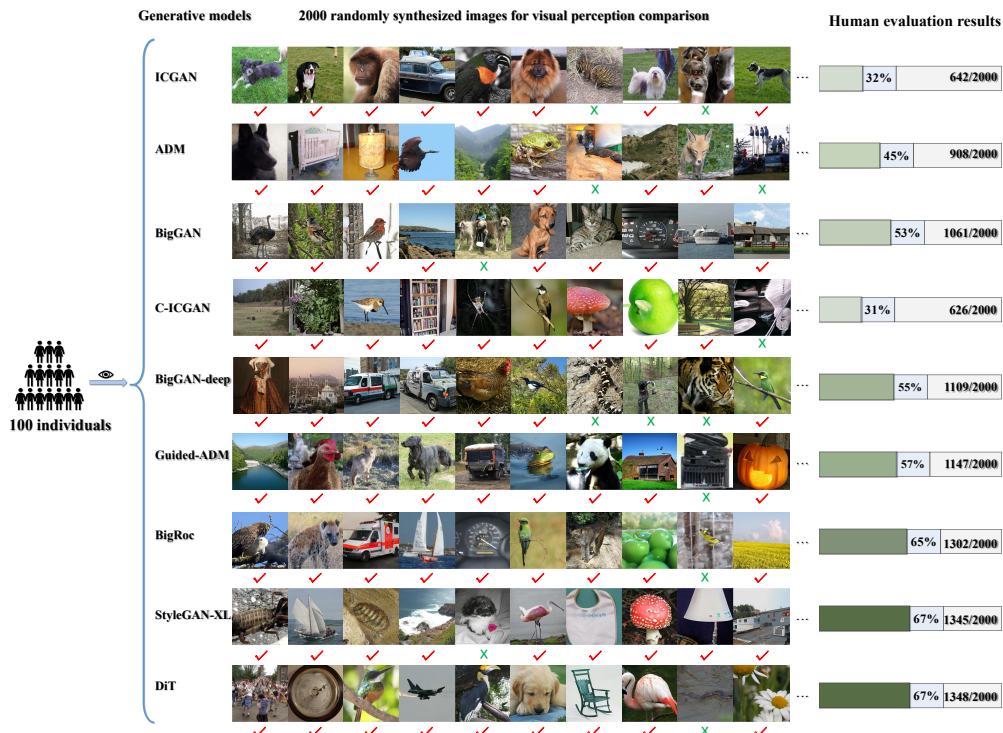 Generative models
2000 randomly synthesized images for visual perception comparison
Human evaluation results
ICGAN
...
32%
642/2000
ADM
...
45%
908/2000
BigGAN
...
53%
1061/2000
C-ICGAN
...
31%
626/2000
BigGAN-deep
...
55%
1109/2000
100 individuals
Guided-ADM
...
57%
1147/2000
BigRoc
...
65%
1302/2000
StyleGAN-XL
...
67%
1345/2000
DiT
...
67%
1348/2000